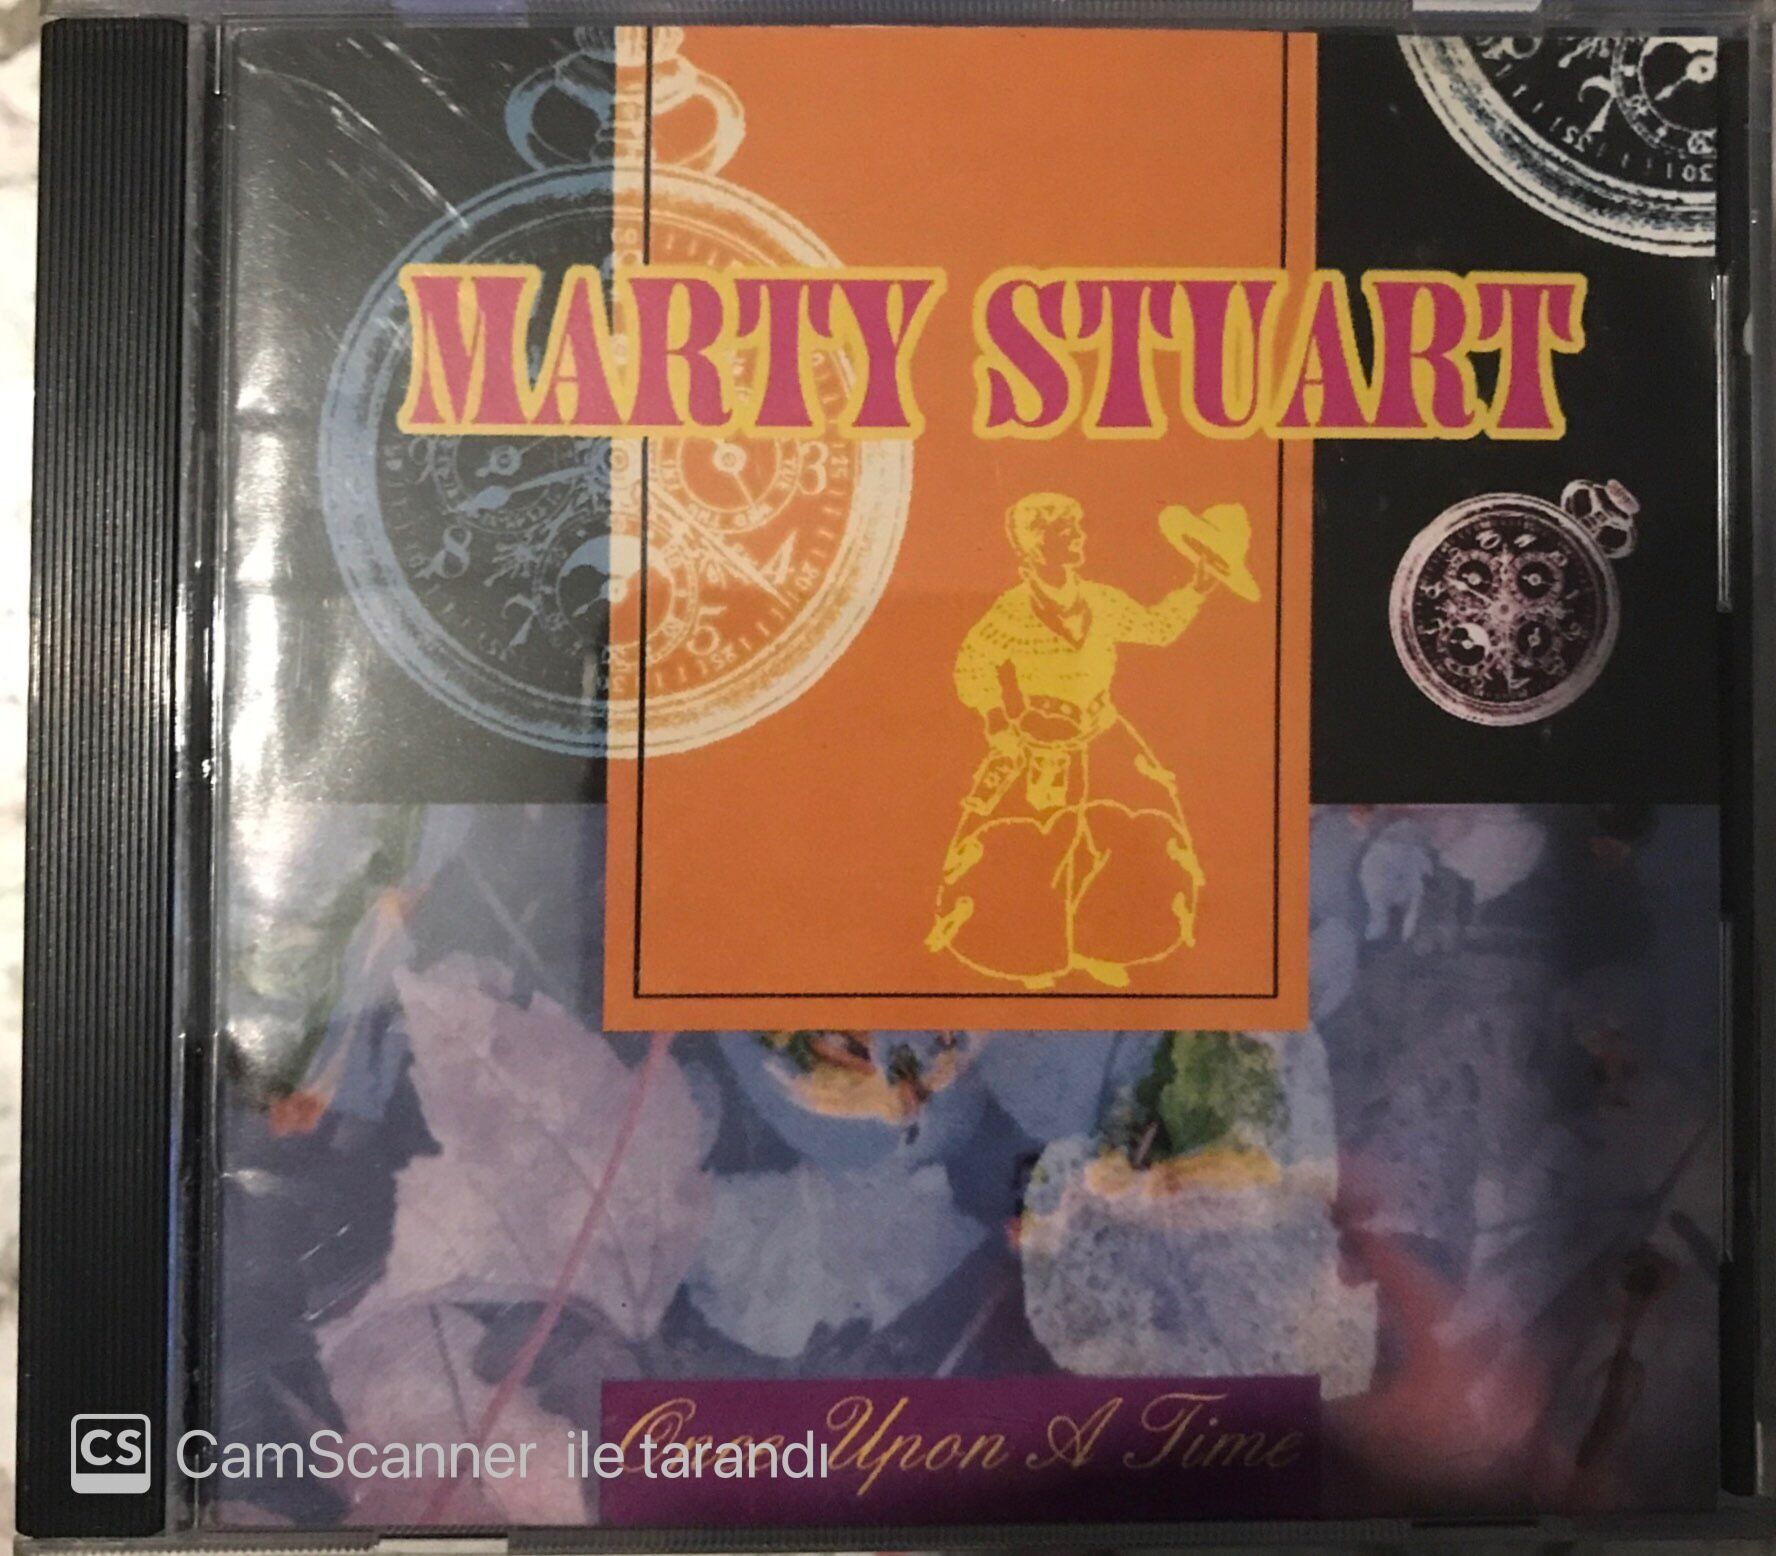 MARTY STUART
Once Upon A Time
CS CamScanner ile tarandı